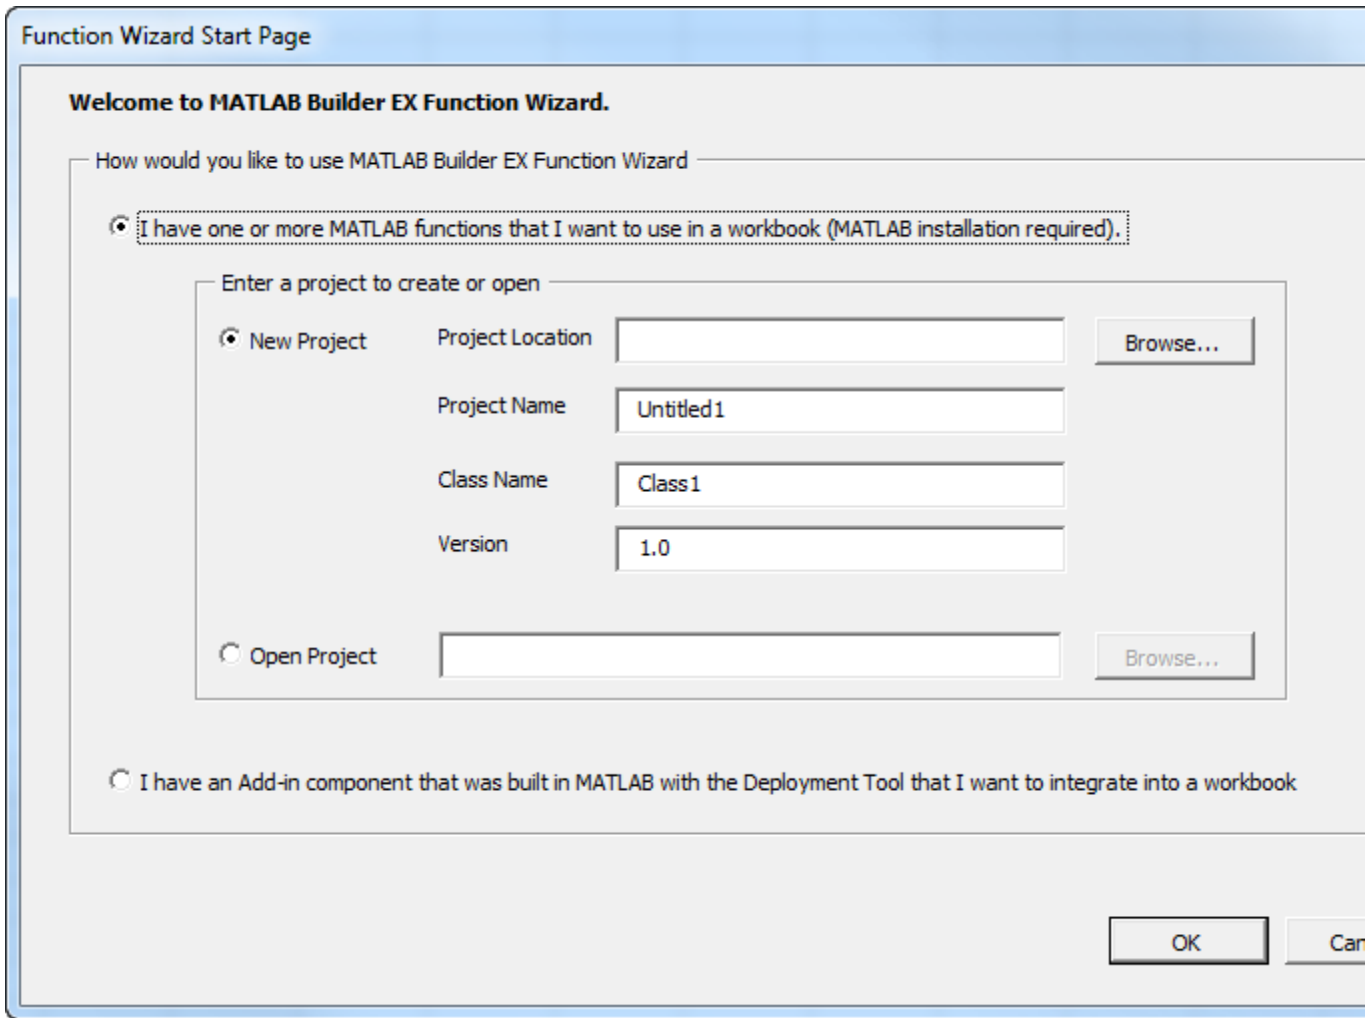 Function Wizard Start Page
Welcome to MATLAB Builder EX Function Wizard.
How would you like to use MATLAB Builder EX Function Wizard
I have one or more MATLAB functions that I want to use in a workbook (MATLAB installation required).
Enter a project to create or open
New Project Project Location Browse...
Project Name Untitled1
Class Name Class1
Version 1.0
Open Project Browse...
I have an Add-in component that was built in MATLAB with the Deployment Tool that I want to integrate into a workbook
OK Can